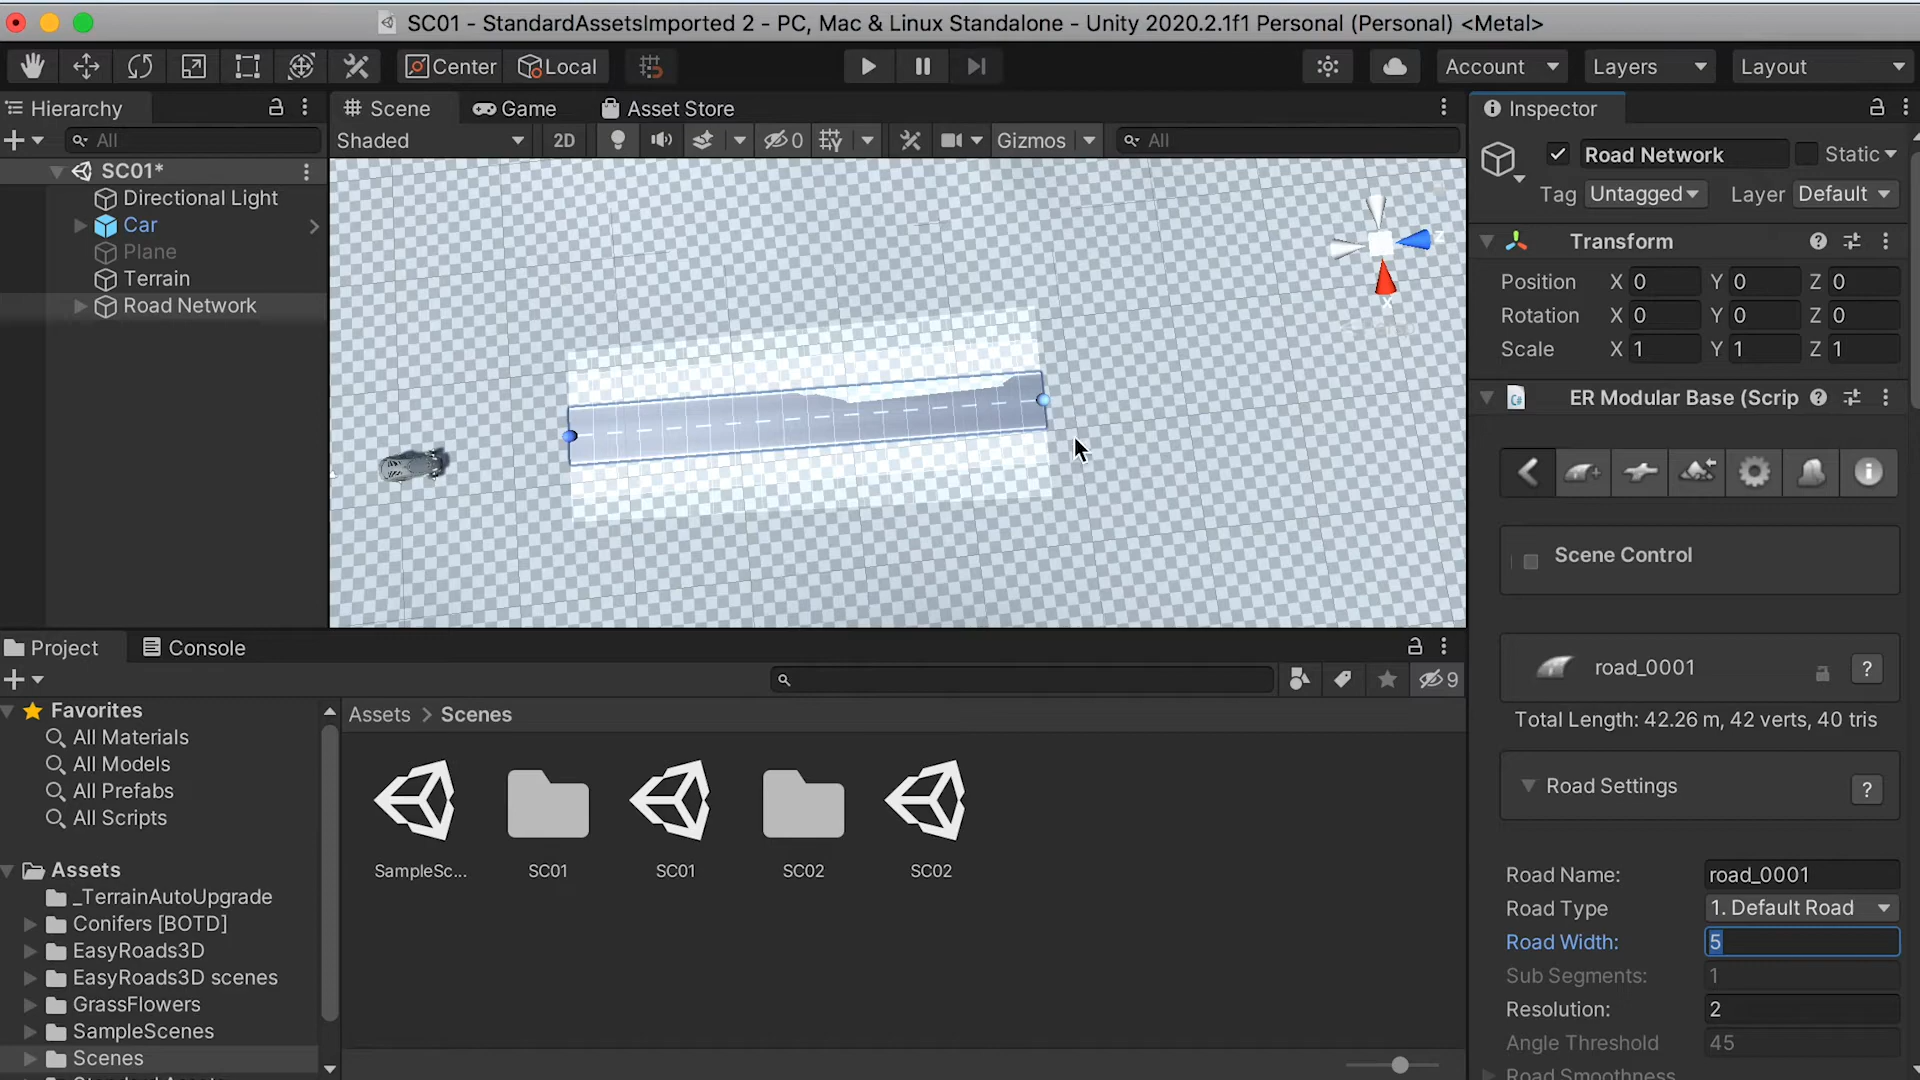 SC01 - StandardAssetsImported 2 - PC, Mac & Linux Standalone - Unity 2020.2.1f1 Personal (Personal) <Metal>
Center Local Account Layers Layout
Hierarchy
All
SC01*
Directional Light
Car
Plane
Terrain
Road Network
Scene Game Asset Store
Shaded 2D 0 Gizmos All
z
x
Inspector
Road Network Static
Tag Untagged Layer Default
Transform
Position X 0 Y 0 Z 0
Rotation X 0 Y 0 Z 0
Scale X 1 Y 1 Z 1
ER Modular Base (Scrip
Scene Control
road_0001 ?
Total Length: 42.26 m, 42 verts, 40 tris
Road Settings ?
Road Name: road_0001
Road Type 1. Default Road
Road Width: 5
Sub Segments: 1
Resolution: 2
Angle Threshold 45
Road Smoothness
Project Console
9
Favorites
All Materials
All Models
All Prefabs
All Scripts
Assets
_TerrainAutoUpgrade
Conifers [BOTD]
EasyRoads3D
EasyRoads3D scenes
GrassFlowers
SampleScenes
Scenes
Assets > Scenes
SampleSc... SC01 SC01 SC02 SC02